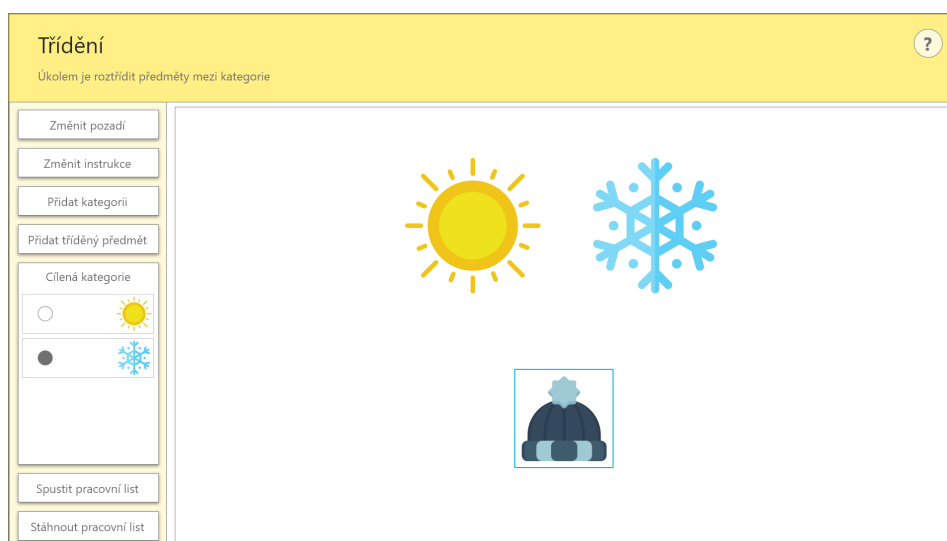 Třídění
?
Úkolem je roztřídit předměty mezi kategorie
Změnit pozadí
Změnit instrukce
Přidat kategorii
Přidat tříděný předmět
Cílená kategorie
Spustit pracovní list
Stáhnout pracovní list